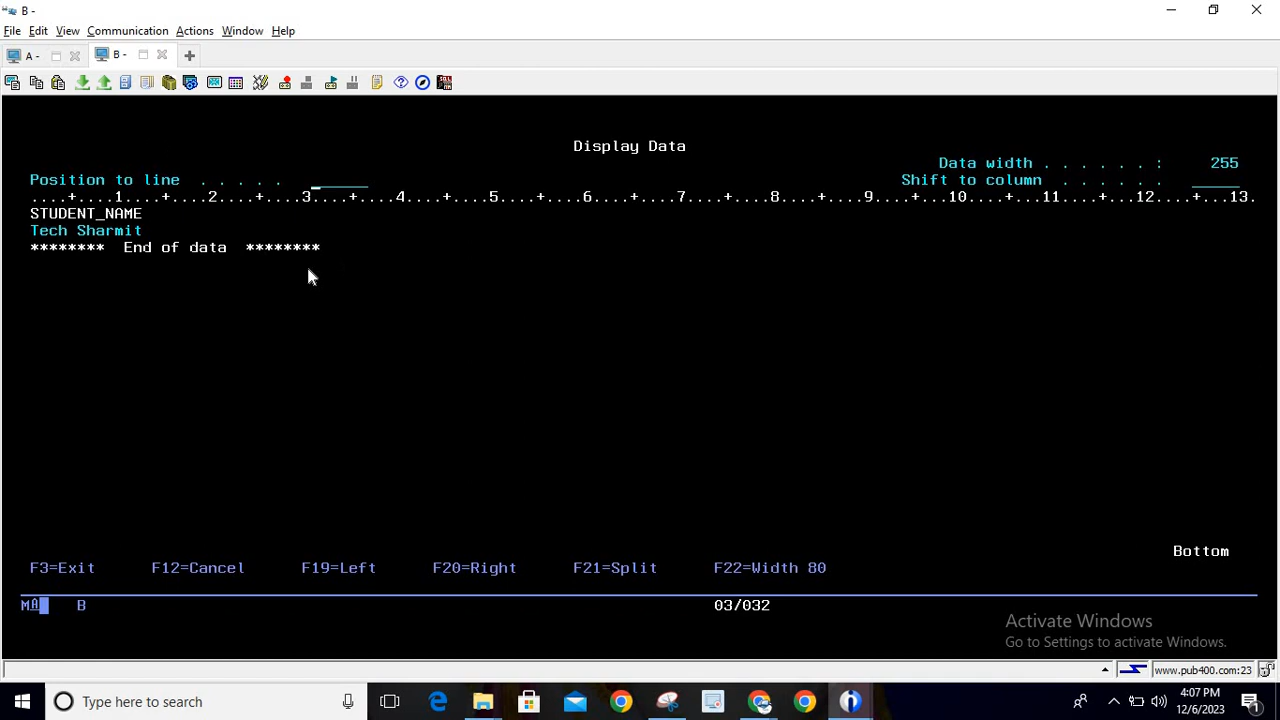 B -
File Edit View Communication Actions Window Help
A - B -
Display Data
Data width . . . . . . : 255
Position to line . . . . . Shift to column . . . . . .
....+....1....+....2....+....3....+....4....+....5....+....6....+....7....+....8....+....9....+...10....+...11....+...12....+...13.
STUDENT_NAME
Tech Sharmit
******** End of data ********
Bottom
F3=Exit F12=Cancel F19=Left F20=Right F21=Split F22=Width 80
MA B 03/032
Activate Windows
Go to Settings to activate Windows.
www.pub400.com:23
Type here to search
4:07 PM
12/6/2023